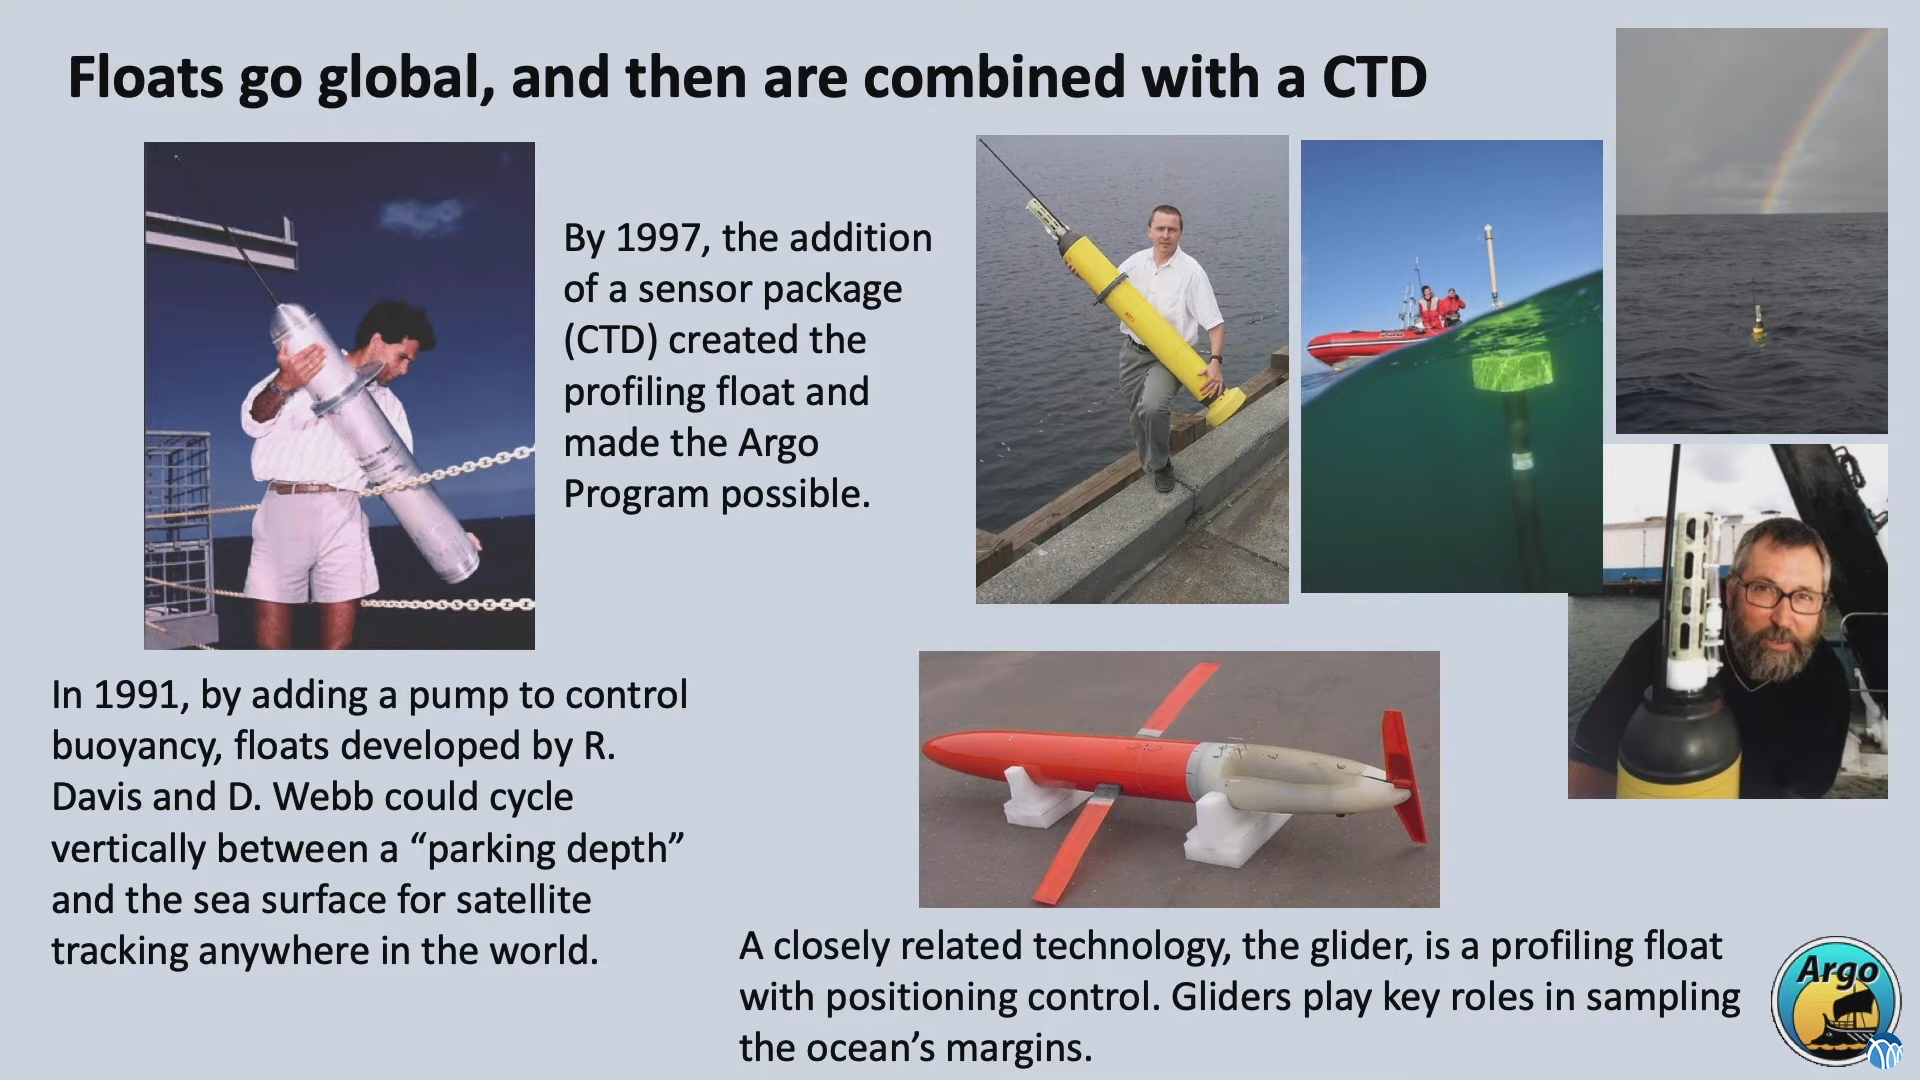 Floats go global, and then are combined with a CTD
By 1997, the addition
of a sensor package
(CTD) created the
profiling float and
made the Argo
Program possible.
In 1991, by adding a pump to control
buoyancy, floats developed by R.
Davis and D. Webb could cycle
vertically between a “parking depth”
and the sea surface for satellite
tracking anywhere in the world.
A closely related technology, the glider, is a profiling float
with positioning control. Gliders play key roles in sampling
the ocean’s margins.
Argo